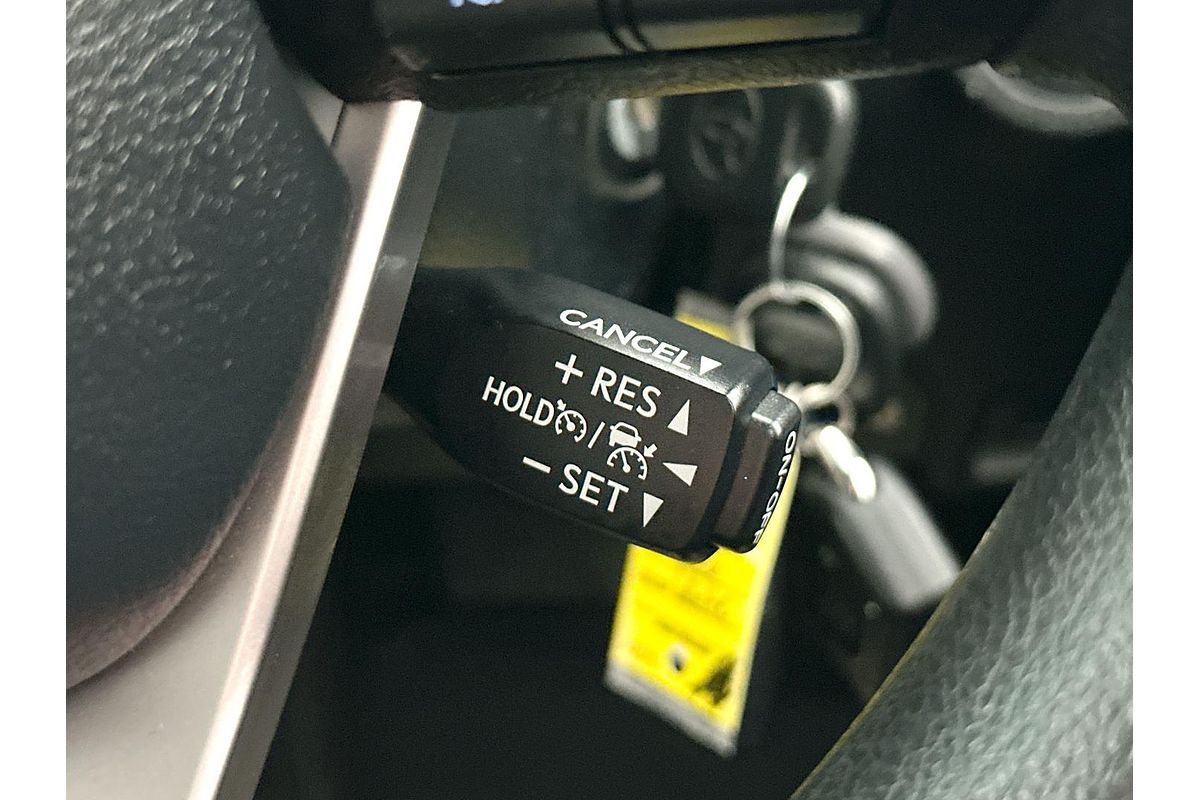 CANCEL▼
+ RES ▲
HOLD / ◀
− SET ▼
ON-OFF